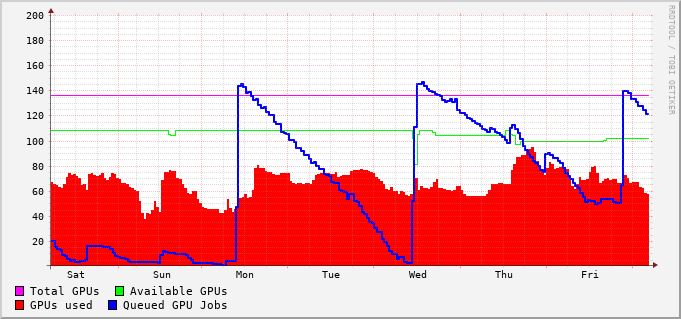 200
180
160
140
120
100
80
60
40
20
Sat Sun Mon Tue Wed Thu Fri
Total GPUs Available GPUs
GPUs used Queued GPU Jobs
RRDTOOL / TOBI OETIKER